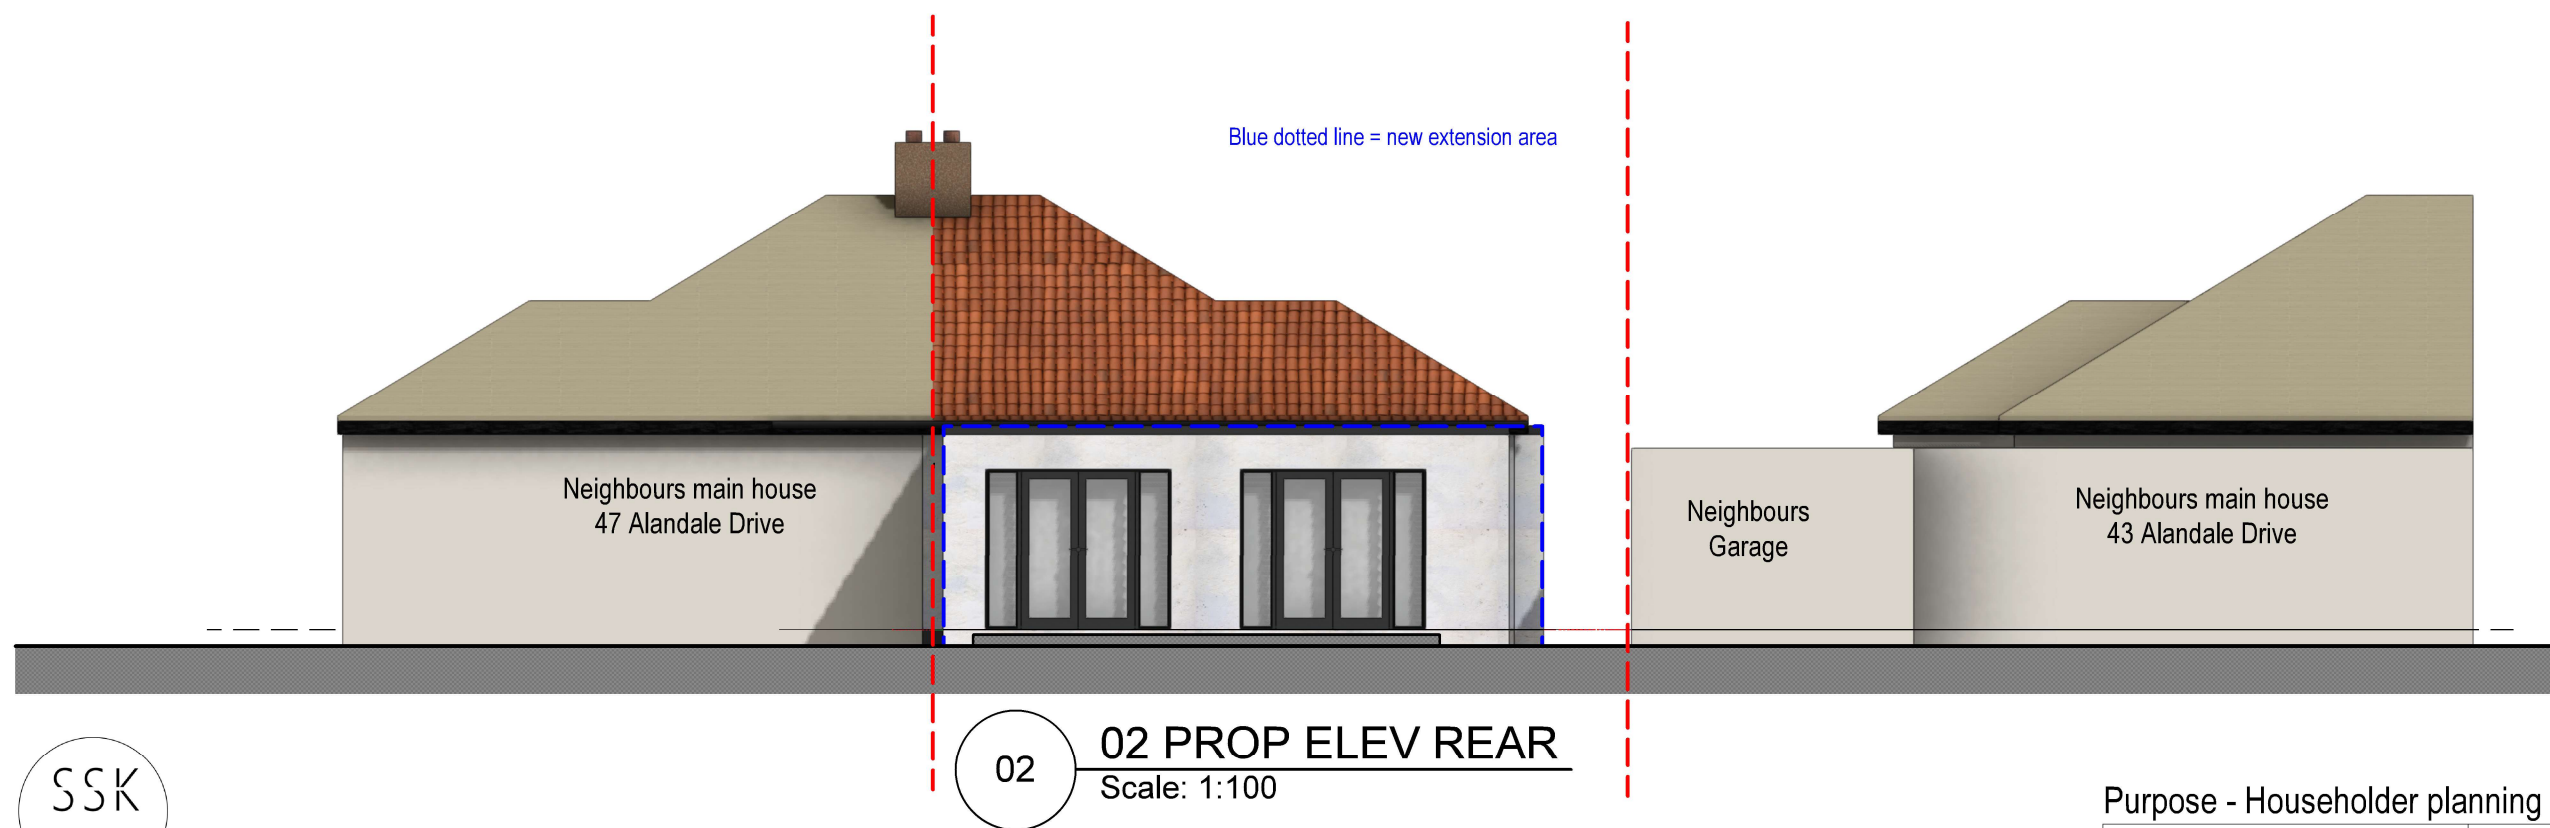 Blue dotted line = new extension area
Neighbours main house
47 Alandale Drive
Neighbours
Garage
Neighbours main house
43 Alandale Drive
02
02 PROP ELEV REAR
Scale: 1:100
SSK
Purpose - Householder planning